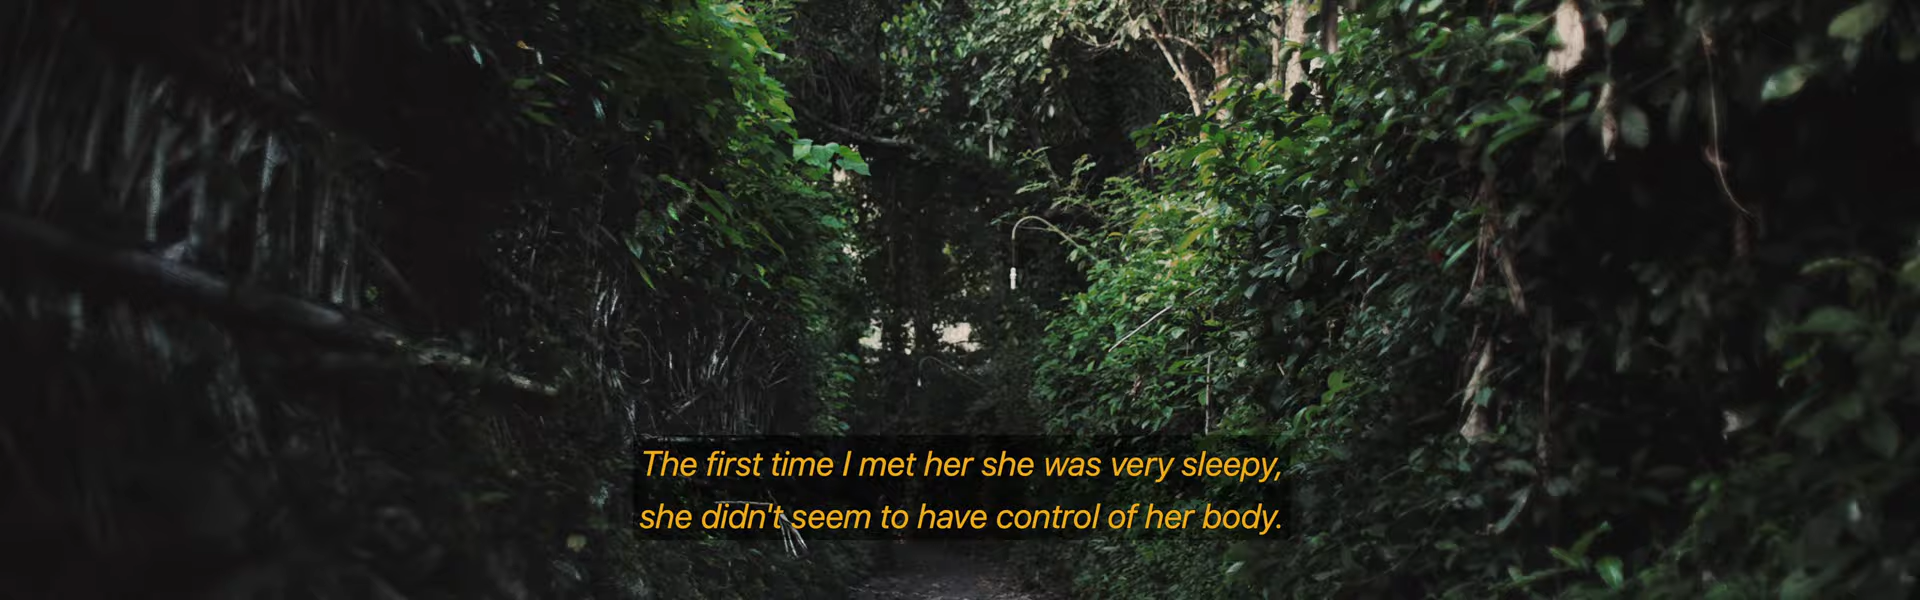 The first time I met her she was very sleepy,
she didn't seem to have control of her body.